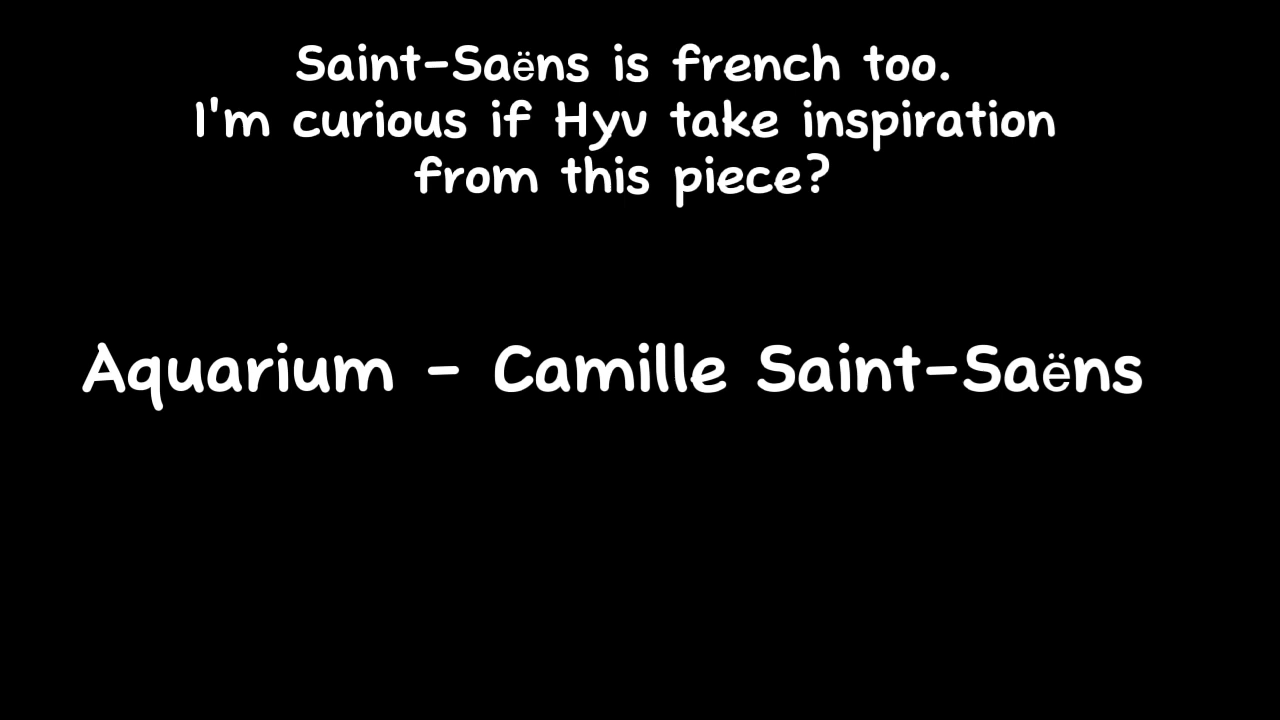 Saint-Saëns is french too.
I'm curious if Hyv take inspiration
from this piece?
Aquarium - Camille Saint-Saëns